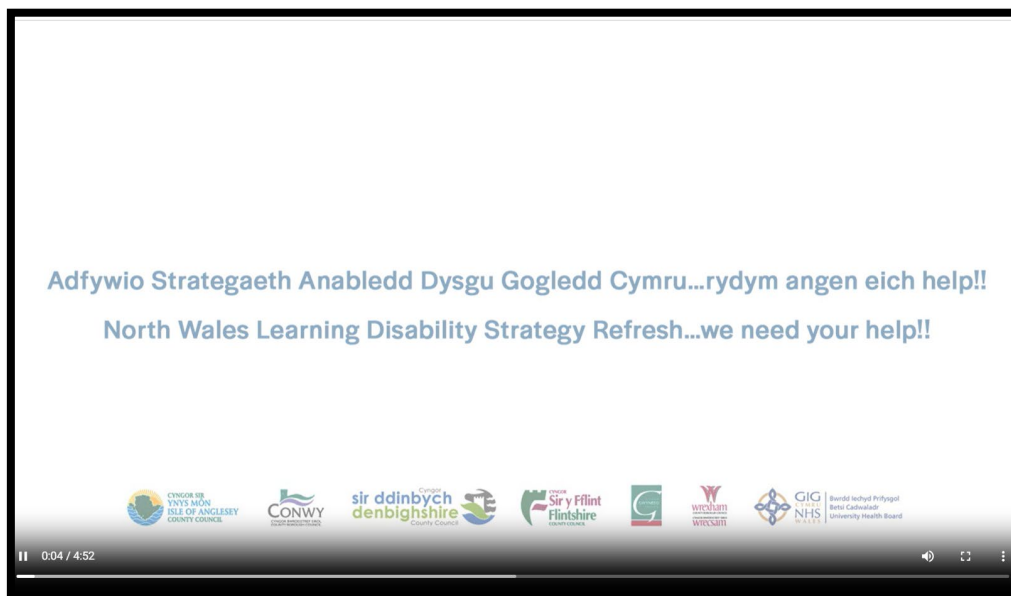 Adfywio Strategaeth Anabledd Dysgu Gogledd Cymru...rydym angen eich help!!
North Wales Learning Disability Strategy Refresh...we need your help!!
CYNGOR SIR
YNYS MÔN
ISLE OF ANGLESEY
COUNTY COUNCIL
CONWY
Cyngor
sir ddinbych
denbighshire
County Council
CYNGOR
Sir y Fflint
Flintshire
COUNTY COUNCIL
wrexham
wrecsam
GIG
CYMRU
NHS
WALES
Bwrdd Iechyd Prifysgol
Betsi Cadwaladr
University Health Board
0:04 / 4:52